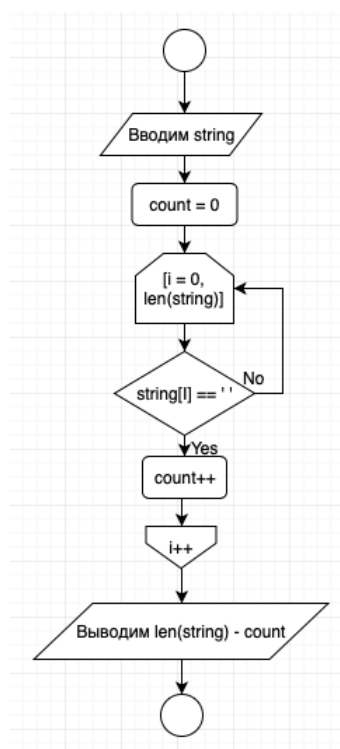 Вводим string
count = 0
[i = 0,
len(string)]
string[I] == ' '
No
Yes
count++
i++
Выводим len(string) - count